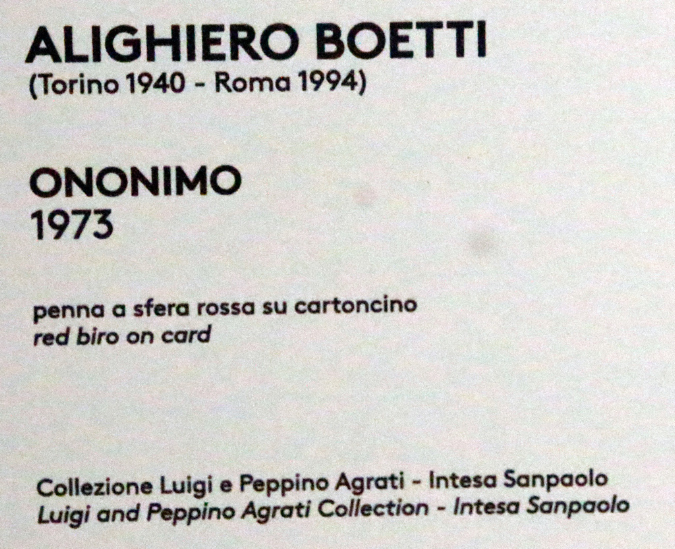 ALIGHIERO BOETTI
(Torino 1940 - Roma 1994)
ONONIMO
1973
penna a sfera rossa su cartoncino
red biro on card
Collezione Luigi e Peppino Agrati - Intesa Sanpaolo
Luigi and Peppino Agrati Collection - Intesa Sanpaolo